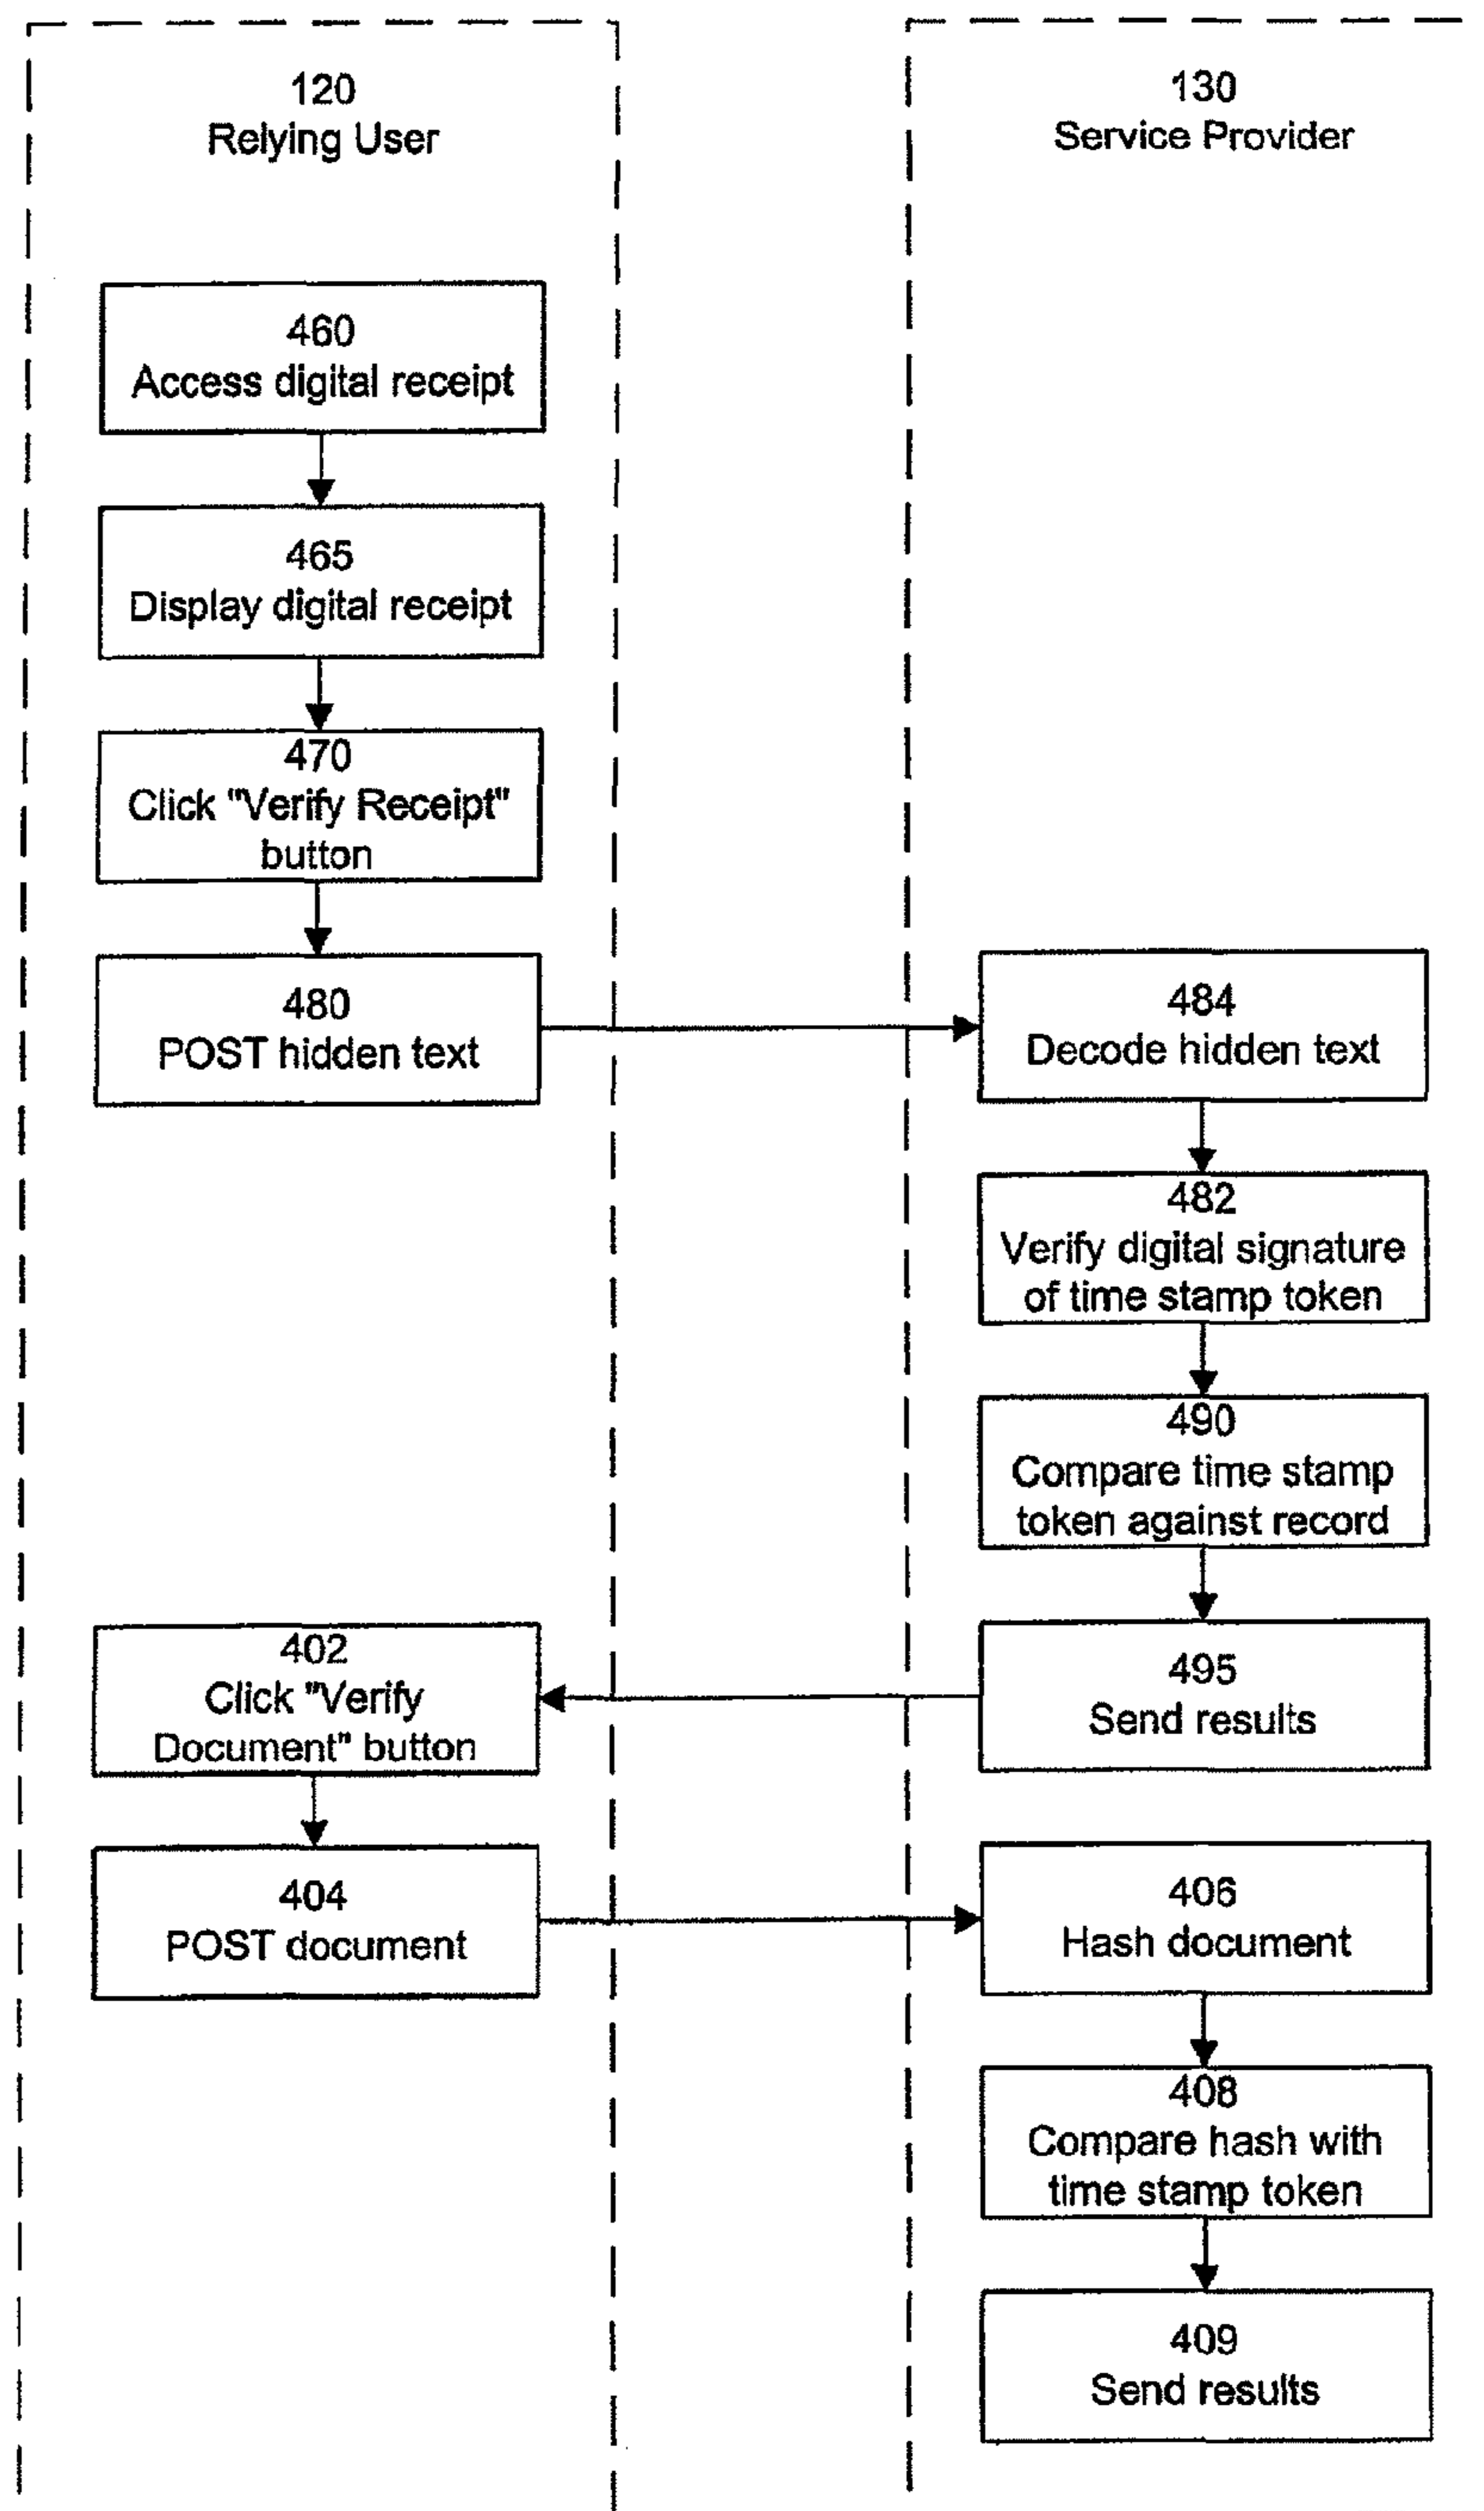 120
Relying User
130
Service Provider
460
Access digital receipt
465
Display digital receipt
470
Click "Verify Receipt"
button
480
POST hidden text
484
Decode hidden text
482
Verify digital signature
of time stamp token
490
Compare time stamp
token against record
495
Send results
402
Click "Verify
Document" button
404
POST document
406
Hash document
408
Compare hash with
time stamp token
409
Send results